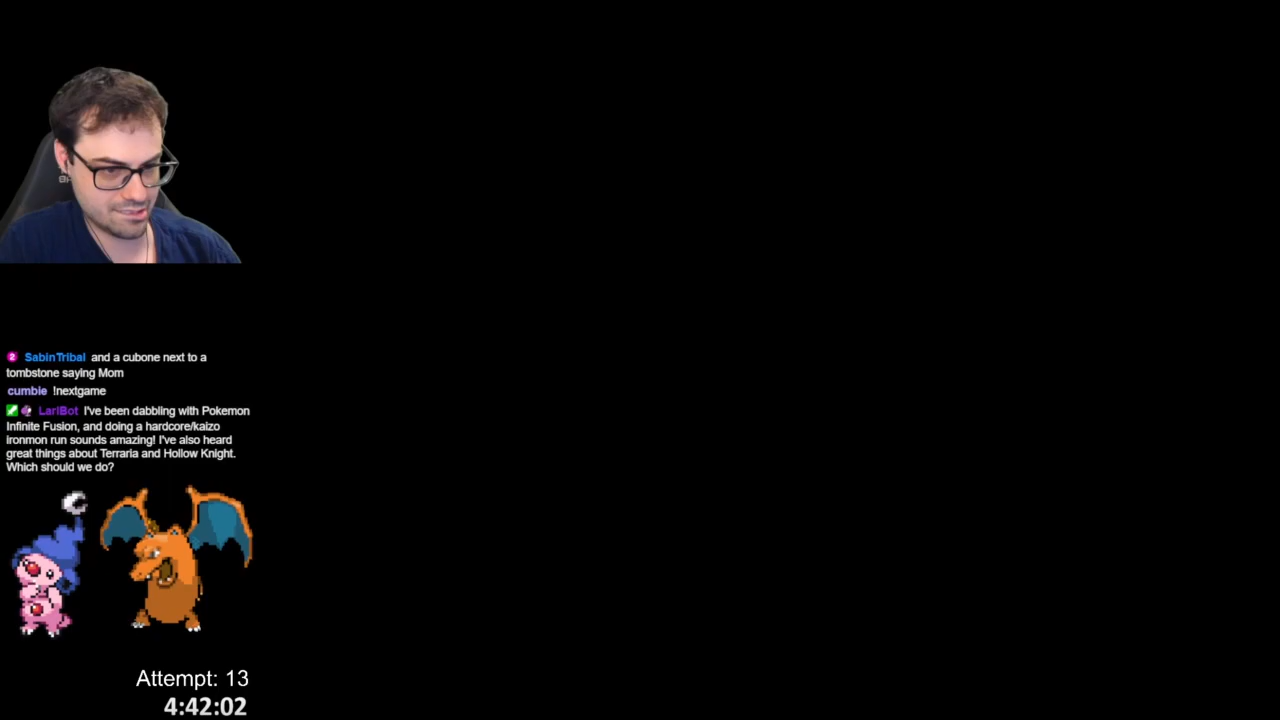 2 SabinTribal and a cubone next to a
tombstone saying Mom
cumbie !nextgame
LariBot I've been dabbling with Pokemon
Infinite Fusion, and doing a hardcore/kaizo
ironmon run sounds amazing! I've also heard
great things about Terraria and Hollow Knight.
Which should we do?
Attempt: 13
4:42:02